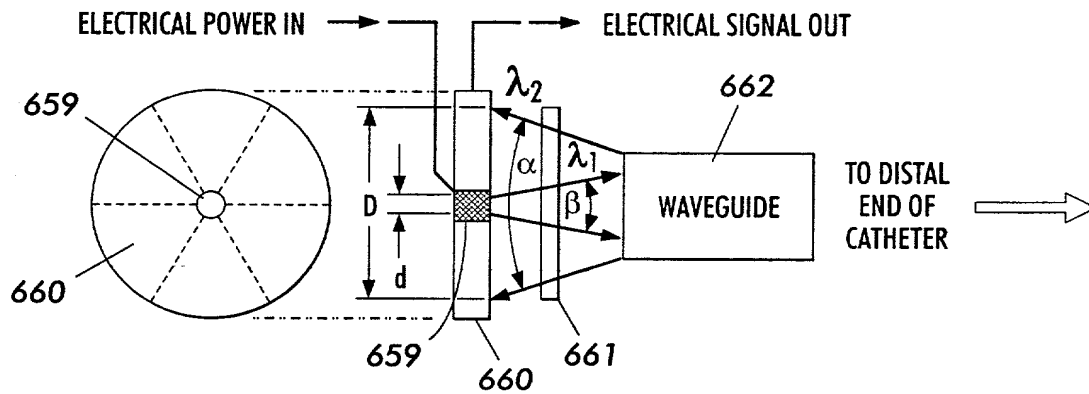 ELECTRICAL POWER IN
ELECTRICAL SIGNAL OUT
659
λ2
662
α
λ1
D
β
WAVEGUIDE
TO DISTAL
END OF
CATHETER
d
660
659
660
661